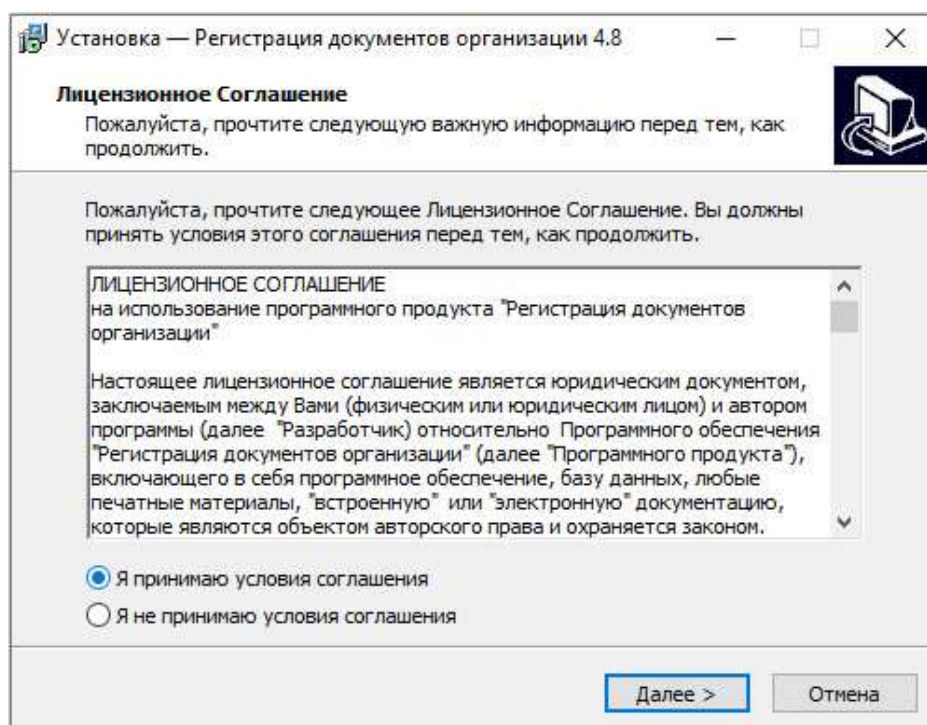 Установка — Регистрация документов организации 4.8
Лицензионное Соглашение
Пожалуйста, прочтите следующую важную информацию перед тем, как
продолжить.
Пожалуйста, прочтите следующее Лицензионное Соглашение. Вы должны
принять условия этого соглашения перед тем, как продолжить.
ЛИЦЕНЗИОННОЕ СОГЛАШЕНИЕ
на использование программного продукта "Регистрация документов
организации"
Настоящее лицензионное соглашение является юридическим документом,
заключаемым между Вами (физическим или юридическим лицом) и автором
программы (далее "Разработчик) относительно Программного обеспечения
"Регистрация документов организации" (далее "Программного продукта"),
включающего в себя программное обеспечение, базу данных, любые
печатные материалы, "встроенную" или "электронную" документацию,
которые являются объектом авторского права и охраняется законом.
Я принимаю условия соглашения
Я не принимаю условия соглашения
Далее >
Отмена